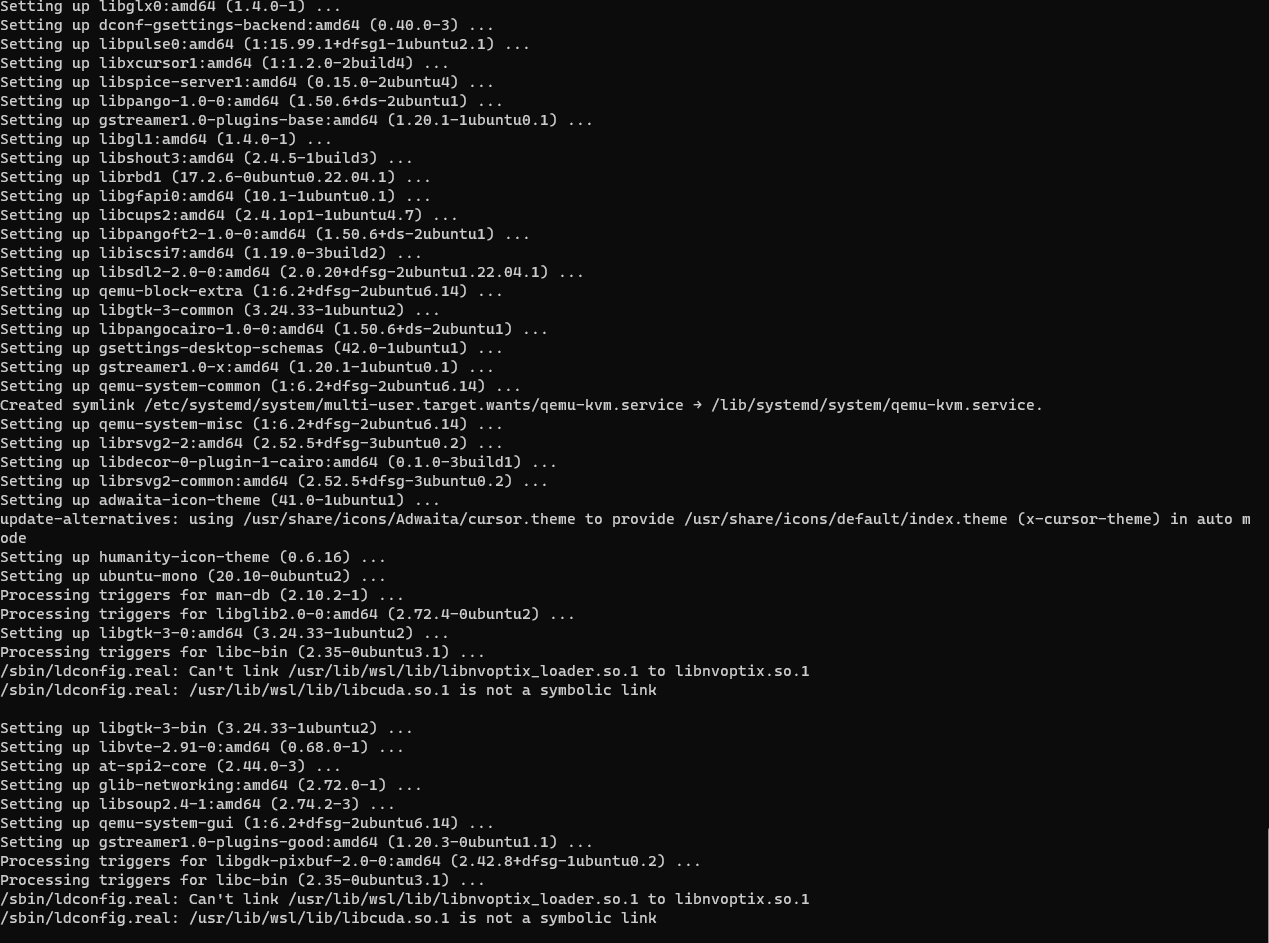 Setting up libglx0:amd64 (1.4.0-1) ...
Setting up dconf-gsettings-backend:amd64 (0.40.0-3) ...
Setting up libpulse0:amd64 (1:15.99.1+dfsg1-1ubuntu2.1) ...
Setting up libxcursor1:amd64 (1:1.2.0-2build4) ...
Setting up libspice-server1:amd64 (0.15.0-2ubuntu4) ...
Setting up libpango-1.0-0:amd64 (1.50.6+ds-2ubuntu1) ...
Setting up gstreamer1.0-plugins-base:amd64 (1.20.1-1ubuntu0.1) ...
Setting up libgl1:amd64 (1.4.0-1) ...
Setting up libshout3:amd64 (2.4.5-1build3) ...
Setting up librbd1 (17.2.6-0ubuntu0.22.04.1) ...
Setting up libgfapi0:amd64 (10.1-1ubuntu0.1) ...
Setting up libcups2:amd64 (2.4.1op1-1ubuntu4.7) ...
Setting up libpangoft2-1.0-0:amd64 (1.50.6+ds-2ubuntu1) ...
Setting up libiscsi7:amd64 (1.19.0-3build2) ...
Setting up libsdl2-2.0-0:amd64 (2.0.20+dfsg-2ubuntu1.22.04.1) ...
Setting up qemu-block-extra (1:6.2+dfsg-2ubuntu6.14) ...
Setting up libgtk-3-common (3.24.33-1ubuntu2) ...
Setting up libpangocairo-1.0-0:amd64 (1.50.6+ds-2ubuntu1) ...
Setting up gsettings-desktop-schemas (42.0-1ubuntu1) ...
Setting up gstreamer1.0-x:amd64 (1.20.1-1ubuntu0.1) ...
Setting up qemu-system-common (1:6.2+dfsg-2ubuntu6.14) ...
Created symlink /etc/systemd/system/multi-user.target.wants/qemu-kvm.service → /lib/systemd/system/qemu-kvm.service.
Setting up qemu-system-misc (1:6.2+dfsg-2ubuntu6.14) ...
Setting up librsvg2-2:amd64 (2.52.5+dfsg-3ubuntu0.2) ...
Setting up libdecor-0-plugin-1-cairo:amd64 (0.1.0-3build1) ...
Setting up librsvg2-common:amd64 (2.52.5+dfsg-3ubuntu0.2) ...
Setting up adwaita-icon-theme (41.0-1ubuntu1) ...
update-alternatives: using /usr/share/icons/Adwaita/cursor.theme to provide /usr/share/icons/default/index.theme (x-cursor-theme) in auto m
ode
Setting up humanity-icon-theme (0.6.16) ...
Setting up ubuntu-mono (20.10-0ubuntu2) ...
Processing triggers for man-db (2.10.2-1) ...
Processing triggers for libglib2.0-0:amd64 (2.72.4-0ubuntu2) ...
Setting up libgtk-3-0:amd64 (3.24.33-1ubuntu2) ...
Processing triggers for libc-bin (2.35-0ubuntu3.1) ...
/sbin/ldconfig.real: Can't link /usr/lib/wsl/lib/libnvoptix_loader.so.1 to libnvoptix.so.1
/sbin/ldconfig.real: /usr/lib/wsl/lib/libcuda.so.1 is not a symbolic link

Setting up libgtk-3-bin (3.24.33-1ubuntu2) ...
Setting up libvte-2.91-0:amd64 (0.68.0-1) ...
Setting up at-spi2-core (2.44.0-3) ...
Setting up glib-networking:amd64 (2.72.0-1) ...
Setting up libsoup2.4-1:amd64 (2.74.2-3) ...
Setting up qemu-system-gui (1:6.2+dfsg-2ubuntu6.14) ...
Setting up gstreamer1.0-plugins-good:amd64 (1.20.3-0ubuntu1.1) ...
Processing triggers for libgdk-pixbuf-2.0-0:amd64 (2.42.8+dfsg-1ubuntu0.2) ...
Processing triggers for libc-bin (2.35-0ubuntu3.1) ...
/sbin/ldconfig.real: Can't link /usr/lib/wsl/lib/libnvoptix_loader.so.1 to libnvoptix.so.1
/sbin/ldconfig.real: /usr/lib/wsl/lib/libcuda.so.1 is not a symbolic link